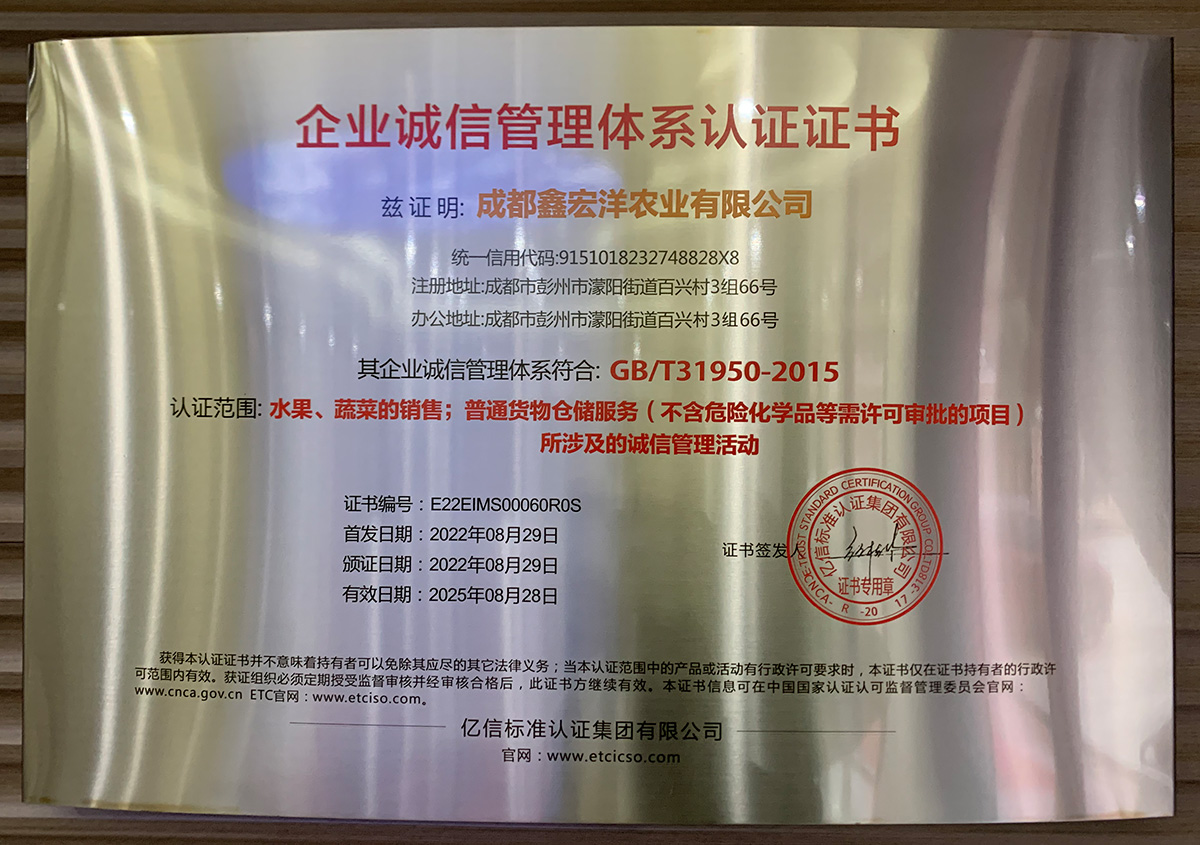 企业诚信管理体系认证证书
兹证明: 成都鑫宏洋农业有限公司
统一信用代码:91510182327488​28X8
注册地址:成都市彭州市濛阳街道百兴村3组66号
办公地址:成都市彭州市濛阳街道百兴村3组66号
其企业诚信管理体系符合: GB/T31950-2015
认证范围: 水果、蔬菜的销售；普通货物仓储服务（不含危险化学品等需许可审批的项目）
所涉及的诚信管理活动
证书编号：E22EIMS00060R0S
首发日期：2022年08月29日
颁证日期：2022年08月29日
有效日期：2025年08月28日
证书签发人
E-TRUST STANDARD CERTIFICATION GROUP CO.,LTD
亿信标准认证集团有限公司
证书专用章
CNCA- R -20 17 -318
获得本认证证书并不意味着持有者可以免除其应尽的其它法律义务；当本认证范围中的产品或活动有行政许可要求时，本证书仅在证书持有者的行政许
可范围内有效。获证组织必须定期授受监督审核并经审核合格后，此证书方继续有效。本证书信息可在中国国家认证认可监督管理委员会官网：
www.cnca.gov.cn ETC官网：www.etciso.com。
亿信标准认证集团有限公司
官网：www.etcicso.com